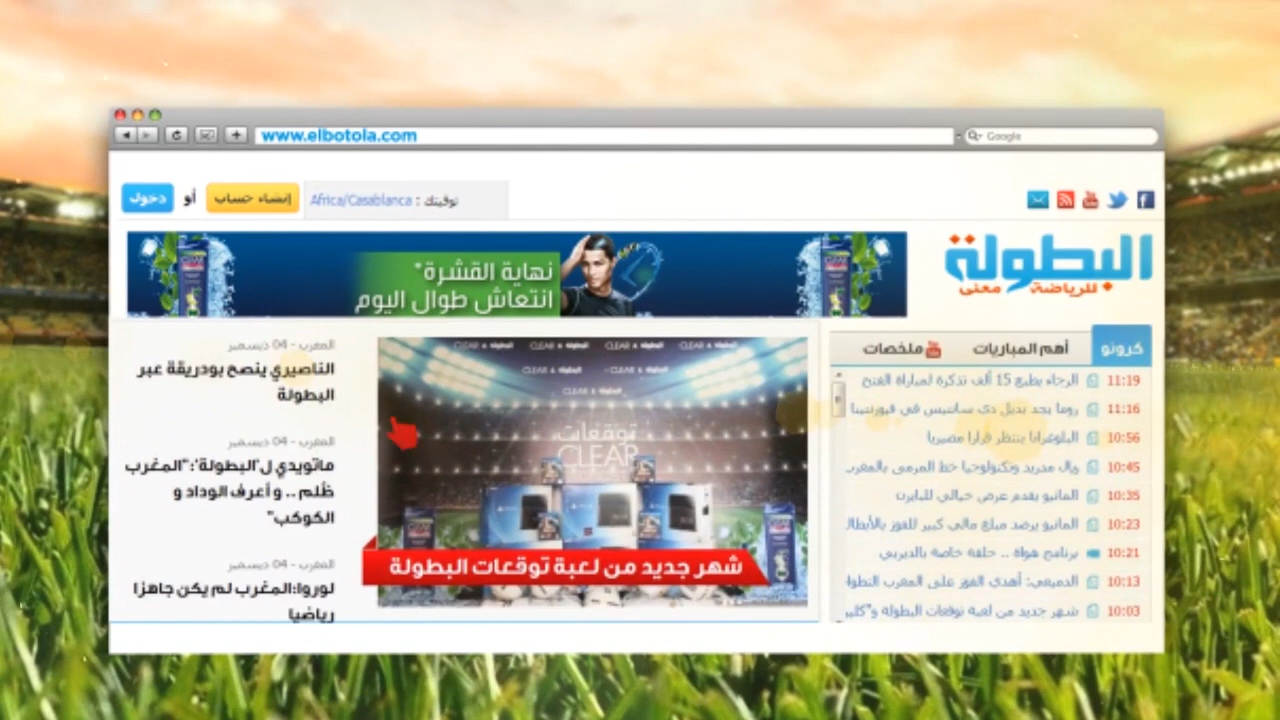 www.elbotola.com
Google
دخول
أو
إنشاء حساب
توقيتك : Africa/Casablanca
البطولة
للرياضة معنى
نهاية القشرة*
انتعاش طوال اليوم
كرونو
أهم المباريات
ملخصات
11:19 الرجاء يطبع 15 ألف تذكرة لمباراة الفتح
11:16 روما يجد بديل دي سانتيس في فيورنتينا
10:56 البلوغرانا ينتظر قرارا مصيريا
10:45 ريال مدريد وتكنولوجيا خط المرمى بالمغرب
10:35 المانيو يقدم عرض خيالي للبايرن
10:23 المانيو يرصد مبلغ مالي كبير للفوز بالأبطال
10:21 برنامج هواة .. حلقة خاصة بالديربي
10:13 الدميعي: أهدي الفوز على المغرب التطوا
10:03 شهر جديد من لعبة توقعات البطولة و"كلير
توقعات
CLEAR
شهر جديد من لعبة توقعات البطولة
المغرب - 04 ديسمبر
الناصيري ينصح بودريقة عبر
البطولة
المغرب - 04 ديسمبر
ماتويدي ل"البطولة":"المغرب
ظُلم .. و أعرف الوداد و
الكوكب"
المغرب - 04 ديسمبر
لوروا:المغرب لم يكن جاهزا
رياضيا